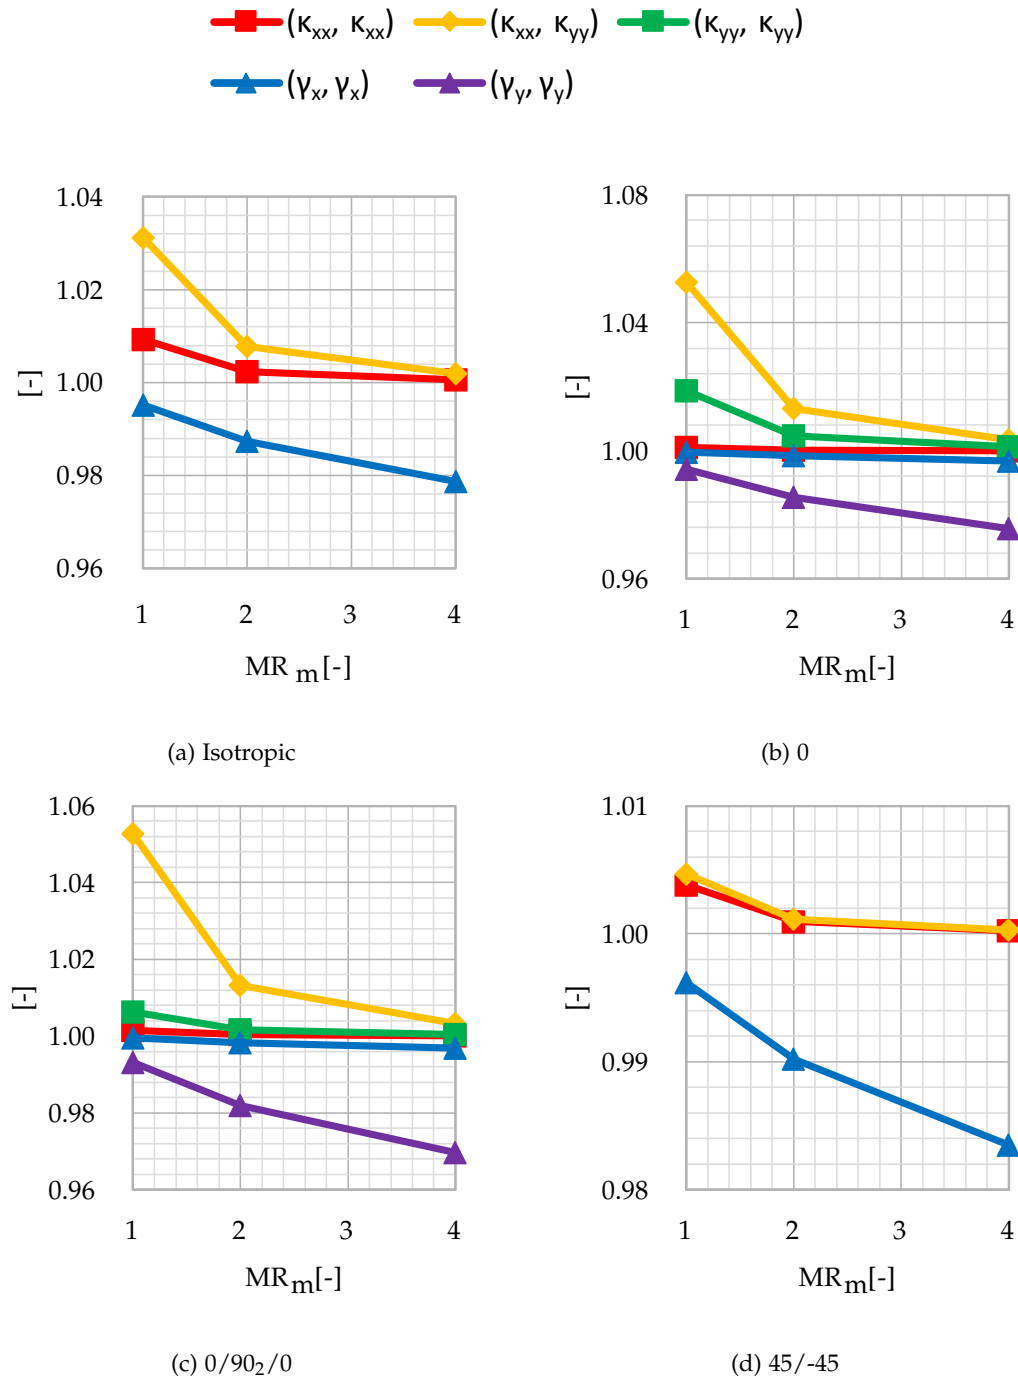 (κxx, κxx) (κxx, κyy) (κyy, κyy)
(γx, γx) (γy, γy)
1.04
1.02
1.00
0.98
0.96
[-]
1 2 3 4
MR m[-]
(a) Isotropic
1.08
1.04
1.00
0.96
[-]
1 2 3 4
MRm[-]
(b) 0
1.06
1.04
1.02
1.00
0.98
0.96
[-]
1 2 3 4
MRm[-]
(c) 0/902/0
1.01
1.00
0.99
0.98
[-]
1 2 3 4
MRm[-]
(d) 45/-45